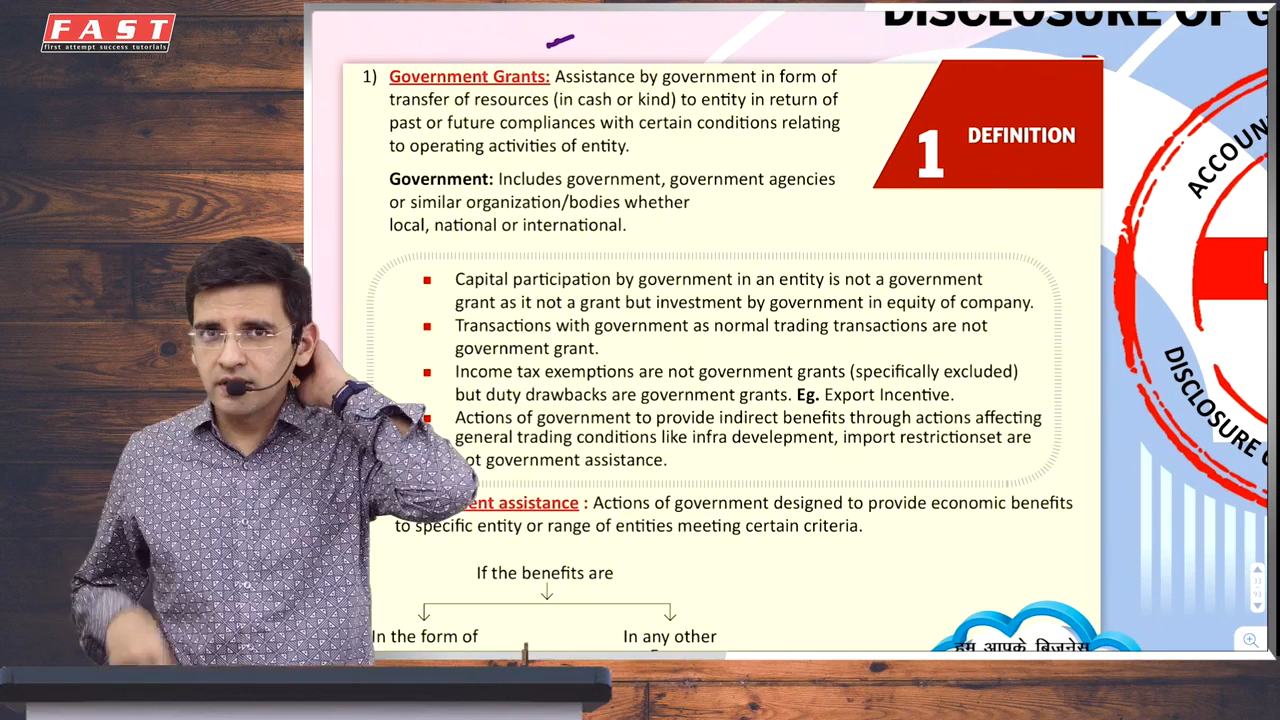 FAST
first attempt success tutorials
DISCLOSURE OF G
1) Government Grants: Assistance by government in form of
transfer of resources (in cash or kind) to entity in return of
past or future compliances with certain conditions relating
to operating activities of entity.
1 DEFINITION
Government: Includes government, government agencies
or similar organization/bodies whether
local, national or international.
Capital participation by government in an entity is not a government
grant as it not a grant but investment by government in equity of company.
Transactions with government as normal trading transactions are not
government grant.
Income tax exemptions are not government grants (specifically excluded)
but duty drawbacks is government grants. Eg. Export Incentive.
Actions of government to provide indirect benefits through action affecting
general trading conditions like infra development, import restrictionset are
not government assistance.
ent assistance : Actions of government designed to provide economic benefits
to specific entity or range of entities meeting certain criteria.
If the benefits are
In the form of
In any other
हम आपके बिज़नेस
ACCOUN
DISCLOSURE
33
93